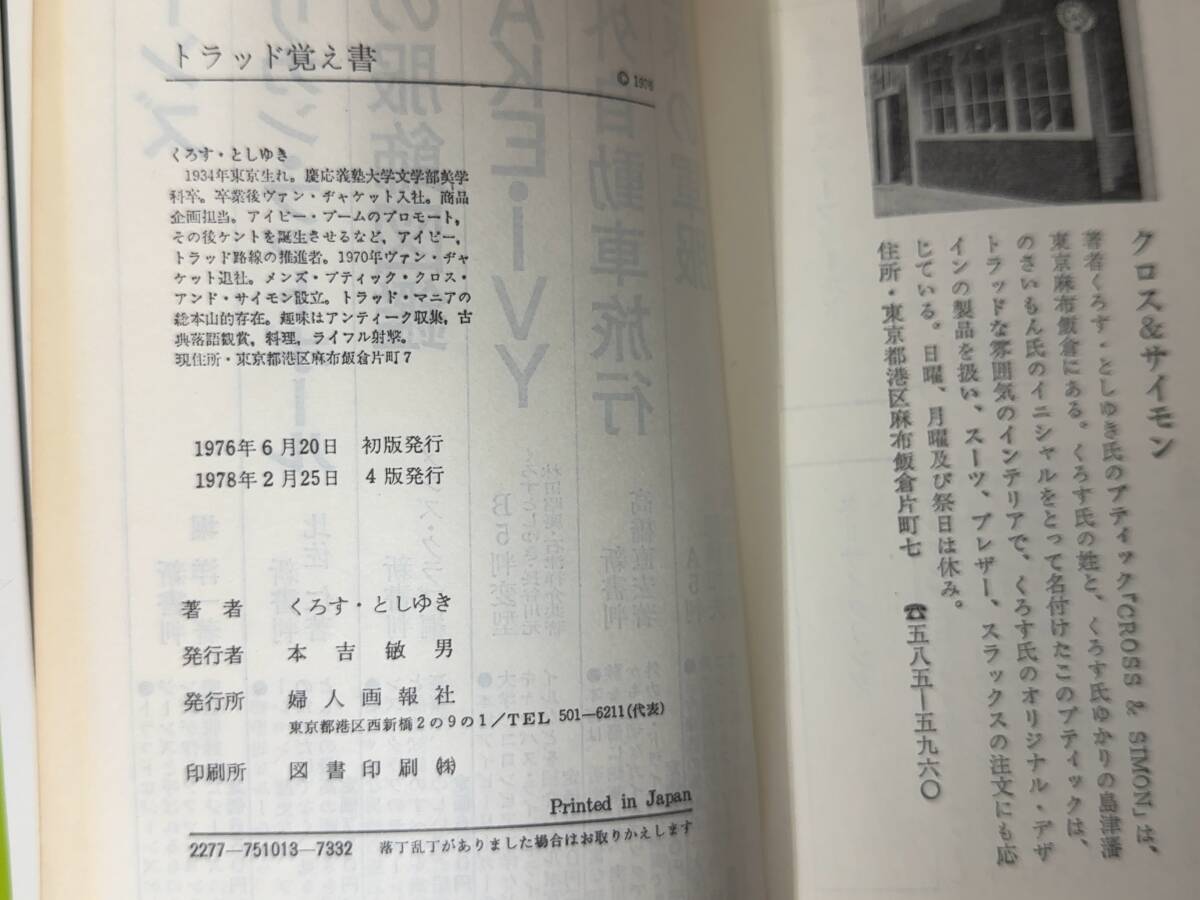 トラッド覚え書
© 1976
くろす・としゆき
1934年東京生れ。慶応義塾大学文学部美学
科卒。卒業後ヴァン・ヂャケット入社。商品
企画担当。アイビー・ブームのプロモート，
その後ケントを誕生させるなど，アイビー，
トラッド路線の推進者。1970年ヴァン・ヂャ
ケット退社。メンズ・ブティック・クロス・
アンド・サイモン設立。トラッド・マニアの
総本山的存在。趣味はアンティーク収集，古
典落語観賞，料理，ライフル射撃。
現住所・東京都港区麻布飯倉片町7
1976年6月20日 初版発行
1978年2月25日 4版発行
著者 くろす・としゆき
発行者 本吉敏男
発行所 婦人画報社
東京都港区西新橋2の9の1／TEL 501―6211(代表)
印刷所 図書印刷㈱
Printed in Japan
2277―751013―7332 落丁乱丁がありました場合はお取りかえします
クロス&サイモン
著者くろす・としゆき氏のブティック『CROSS & SIMON』は、
東京麻布飯倉にある。くろす氏の姓と、くろす氏ゆかりの島津藩
のさいもん氏のイニシャルをとって名付けたこのブティックは、
トラッドな雰囲気のインテリアで、くろす氏のオリジナル・デザ
インの製品を扱い、スーツ、ブレザー、スラックスの注文にも応
じている。日曜、月曜及び祭日は休み。
住所・東京都港区麻布飯倉片町七 ☎五八五―五九六〇